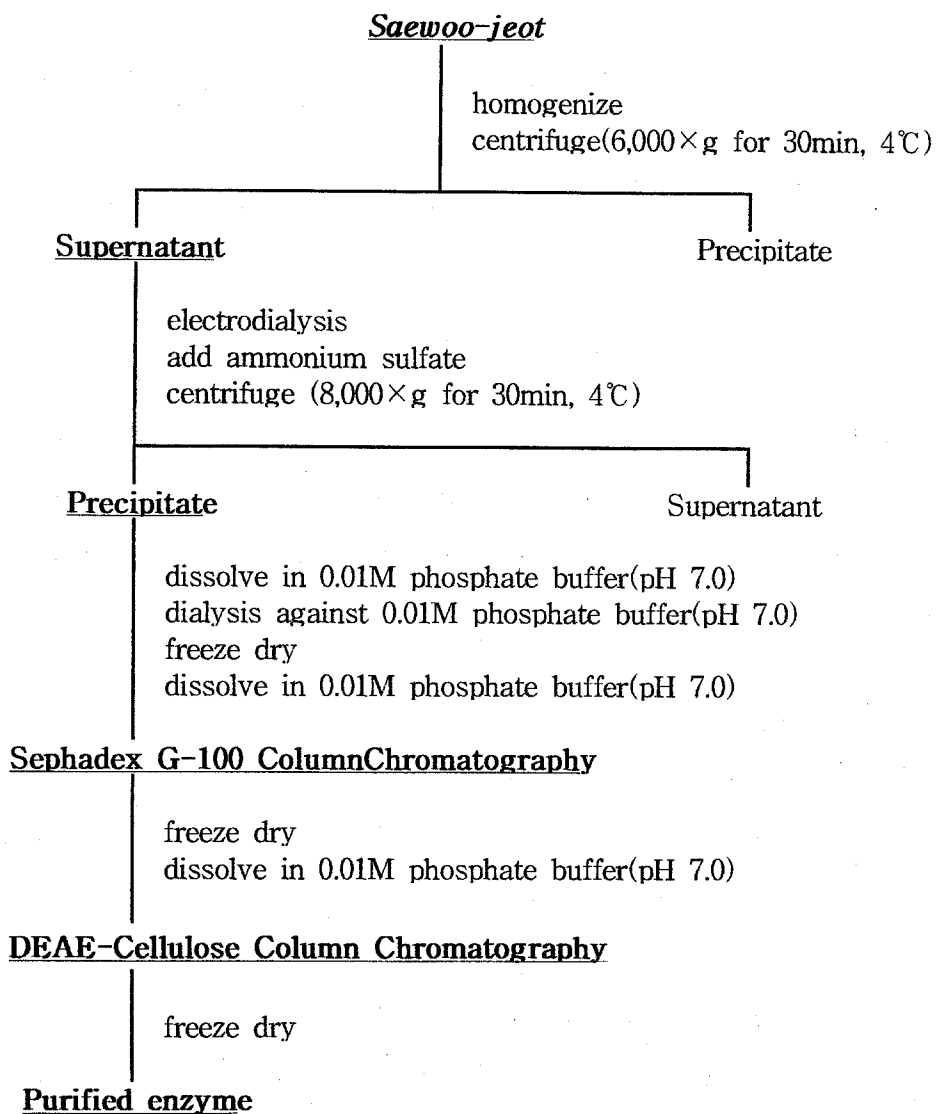 Saewoo-jeot
homogenize
centrifuge(6,000×g for 30min, 4℃)
Supernatant
Precipitate
electrodialysis
add ammonium sulfate
centrifuge (8,000×g for 30min, 4℃)
Precipitate
Supernatant
dissolve in 0.01M phosphate buffer(pH 7.0)
dialysis against 0.01M phosphate buffer(pH 7.0)
freeze dry
dissolve in 0.01M phosphate buffer(pH 7.0)
Sephadex G-100 ColumnChromatography
freeze dry
dissolve in 0.01M phosphate buffer(pH 7.0)
DEAE-Cellulose Column Chromatography
freeze dry
Purified enzyme